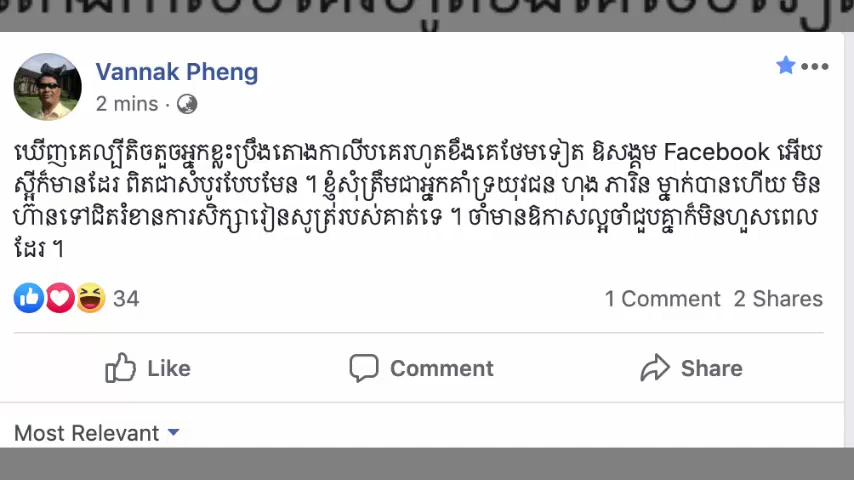 Vannak Pheng
2 mins ·
ឃើញគេល្បីតិចតួចអ្នកខ្លះប្រឹងតោងកាលីបគេរហូតខឹងគេថែមទៀត ឱសង្គម Facebook អើយ
ស្អីក៏មានដែរ ពិតជាសំបូរបែបមែន ។ ខ្ញុំសុំត្រឹមជាអ្នកគាំទ្រយុវជន ហុង ភារិន ម្នាក់បានហើយ មិន
ហ៊ានទៅជិតរំខានការសិក្សារៀនសូត្ររបស់គាត់ទេ ។ ចាំមានឱកាសល្អចាំជួបគ្នាក៏មិនហួសពេល
ដែរ ។
34
1 Comment 2 Shares
Like Comment Share
Most Relevant